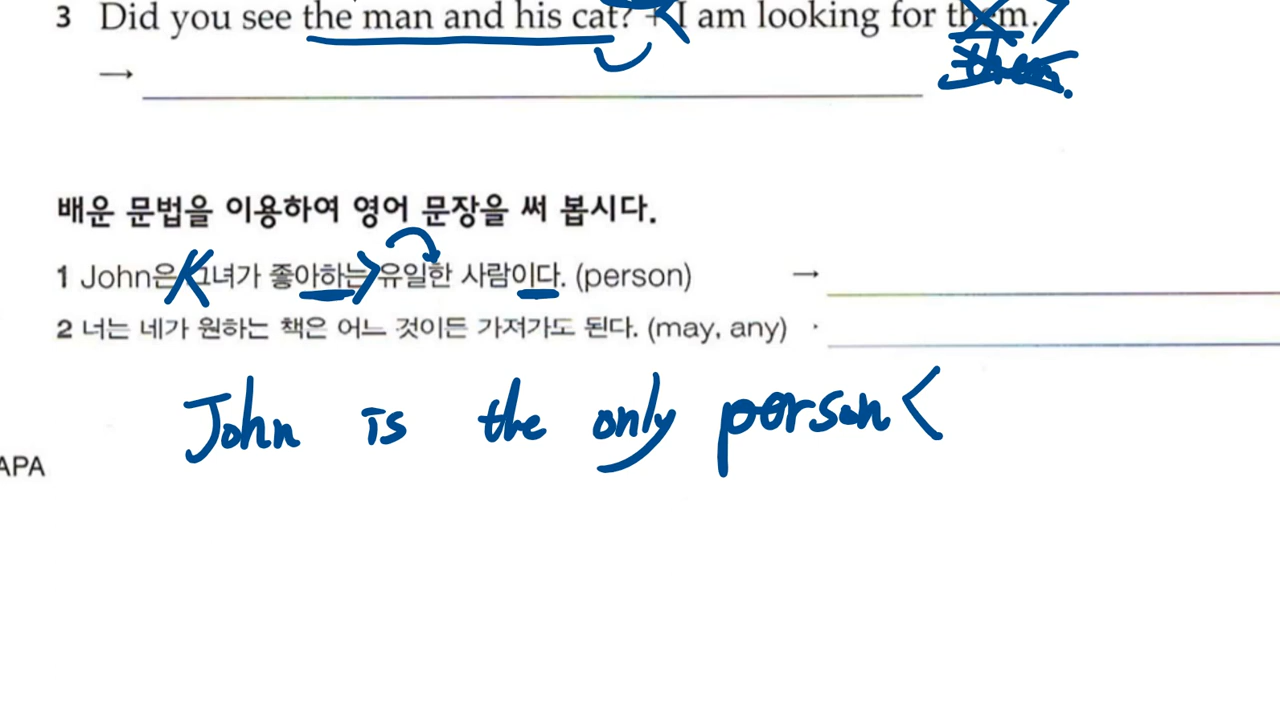 3 Did you see the man and his cat? + I am looking for them.
→
배운 문법을 이용하여 영어 문장을 써 봅시다.
1 John은 그녀가 좋아하는 유일한 사람이다. (person) →
2 너는 네가 원하는 책은 어느 것이든 가져가도 된다. (may, any)
John is the only person <
APA